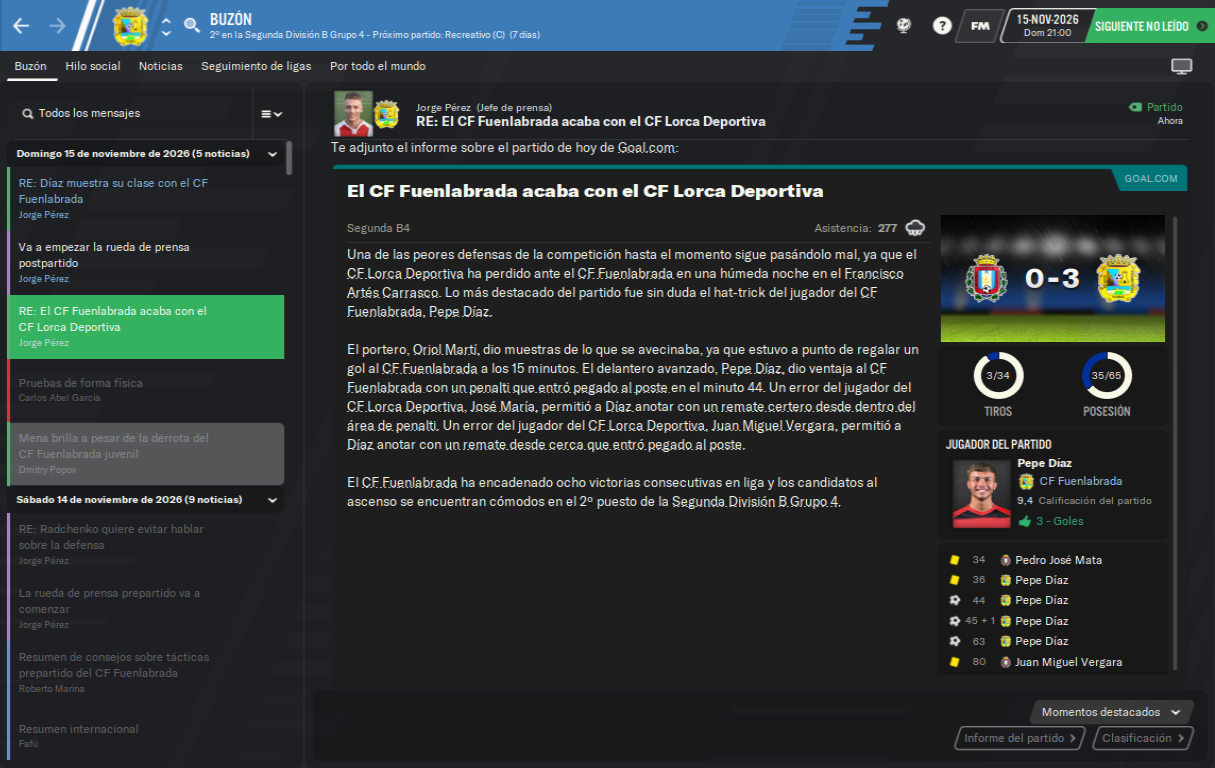 BUZÓN
2º en la Segunda División B Grupo 4 - Próximo partido: Recreativo (C) (7 días)
?
FM
15-NOV-2026
Dom 21:00
SIGUIENTE NO LEÍDO
Buzón Hilo social Noticias Seguimiento de ligas Por todo el mundo
Todos los mensajes
Domingo 15 de noviembre de 2026 (5 noticias)
RE: Díaz muestra su clase con el CF
Fuenlabrada
Jorge Pérez
Va a empezar la rueda de prensa
postpartido
Jorge Pérez
RE: El CF Fuenlabrada acaba con el
CF Lorca Deportiva
Jorge Pérez
Pruebas de forma física
Carlos Abel García
Mena brilla a pesar de la derrota del
CF Fuenlabrada juvenil
Dmitry Popov
Sábado 14 de noviembre de 2026 (9 noticias)
RE: Radchenko quiere evitar hablar
sobre la defensa
Jorge Pérez
La rueda de prensa prepartido va a
comenzar
Jorge Pérez
Resumen de consejos sobre tácticas
prepartido del CF Fuenlabrada
Roberto Marina
Resumen internacional
Fafú
Jorge Pérez (Jefe de prensa)
RE: El CF Fuenlabrada acaba con el CF Lorca Deportiva
Partido
Ahora
Te adjunto el informe sobre el partido de hoy de Goal.com:
GOAL.COM
El CF Fuenlabrada acaba con el CF Lorca Deportiva
Segunda B4
Asistencia: 277
Una de las peores defensas de la competición hasta el momento sigue pasándolo mal, ya que el
CF Lorca Deportiva ha perdido ante el CF Fuenlabrada en una húmeda noche en el Francisco
Artés Carrasco. Lo más destacado del partido fue sin duda el hat-trick del jugador del CF
Fuenlabrada, Pepe Díaz.
El portero, Oriol Martí, dio muestras de lo que se avecinaba, ya que estuvo a punto de regalar un
gol al CF Fuenlabrada a los 15 minutos. El delantero avanzado, Pepe Díaz, dio ventaja al CF
Fuenlabrada con un penalti que entró pegado al poste en el minuto 44. Un error del jugador del
CF Lorca Deportiva, José María, permitió a Díaz anotar con un remate certero desde dentro del
área de penalti. Un error del jugador del CF Lorca Deportiva, Juan Miguel Vergara, permitió a
Díaz anotar con un remate desde cerca que entró pegado al poste.
El CF Fuenlabrada ha encadenado ocho victorias consecutivas en liga y los candidatos al
ascenso se encuentran cómodos en el 2º puesto de la Segunda División B Grupo 4.
0-3
3/34
TIROS
35/65
POSESIÓN
JUGADOR DEL PARTIDO
Pepe Díaz
CF Fuenlabrada
9,4 Calificación del partido
3 - Goles
34 Pedro José Mata
36 Pepe Díaz
44 Pepe Díaz
45 + 1 Pepe Díaz
63 Pepe Díaz
80 Juan Miguel Vergara
Momentos destacados
Informe del partido
Clasificación